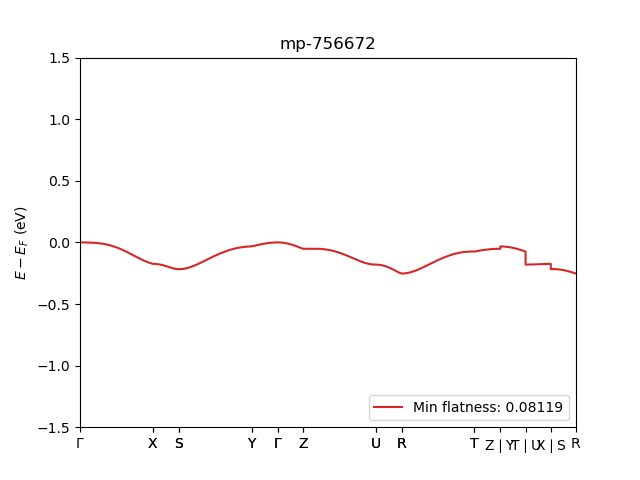 mp-756672
1.5
1.0
0.5
0.0
−0.5
−1.0
−1.5
E − E_F (eV)
Min flatness: 0.08119
Γ X S Y Γ Z U R T Z | Y T | U X | S R